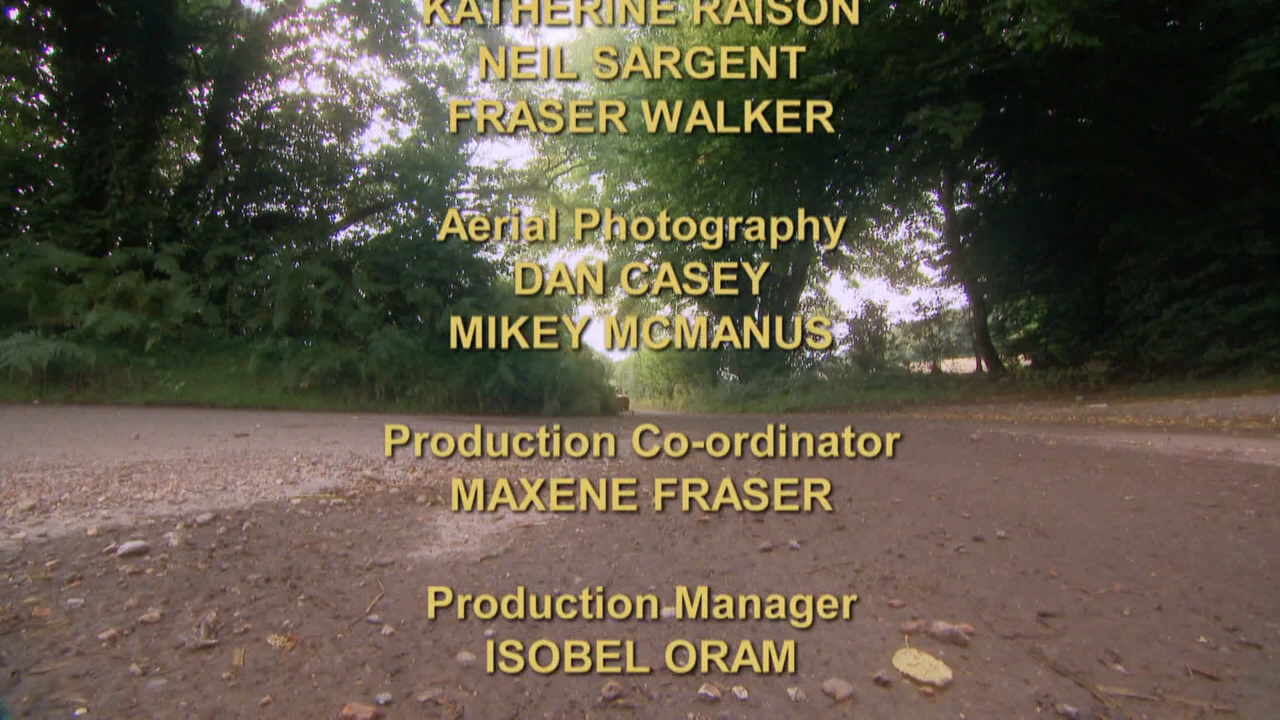 KATHERINE RAISON
NEIL SARGENT
FRASER WALKER
Aerial Photography
DAN CASEY
MIKEY MCMANUS
Production Co-ordinator
MAXENE FRASER
Production Manager
ISOBEL ORAM